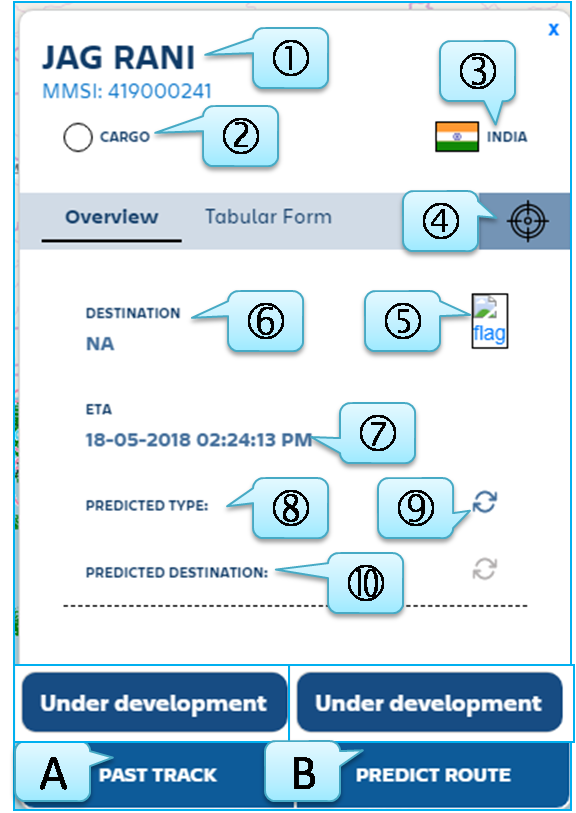 x
JAG RANI ①
MMSI: 419000241
③
CARGO ② INDIA
Overview Tabular Form ④
DESTINATION ⑥ ⑤ flag
NA
ETA
18-05-2018 02:24:13 PM ⑦
PREDICTED TYPE: ⑧ ⑨
PREDICTED DESTINATION: ⑩
Under development Under development
A PAST TRACK B PREDICT ROUTE